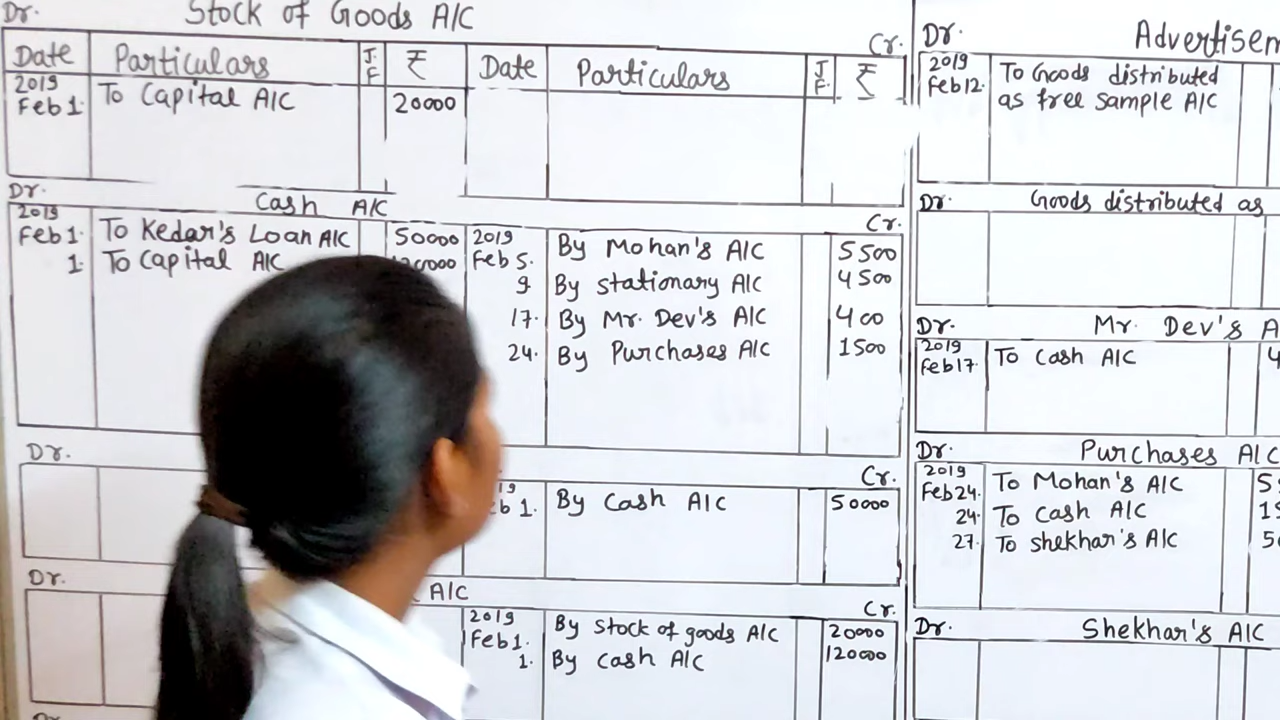 Dr. Stock of Goods A/C Cr.
Date Particulars J.F ₹ Date Particulars J.F. ₹
2019
Feb 1 To Capital A/C 20000
Dr. Cash A/C Cr.
2019
Feb 1. To Kedar's Loan A/C 50000
1. To Capital A/C
2019
Feb 5. By Mohan's A/C 5500
9 By stationary A/C 4500
17. By Mr. Dev's A/C 400
24. By Purchases A/C 1500
Dr. Cr.
1. By Cash A/C 50000
Dr. A/C Cr.
2019
Feb 1. By Stock of goods A/C 20000
1. By Cash A/C 120000
Dr.
2019
Feb 12. To Goods distributed
as free sample A/C
Dr. Goods distributed as
Dr. Mr. Dev's
2019
Feb 17. To Cash A/C
Dr. Purchases A/C
2019
Feb 24. To Mohan's A/C
24. To Cash A/C
27. To shekhar's A/C
Dr. Shekhar's A/C